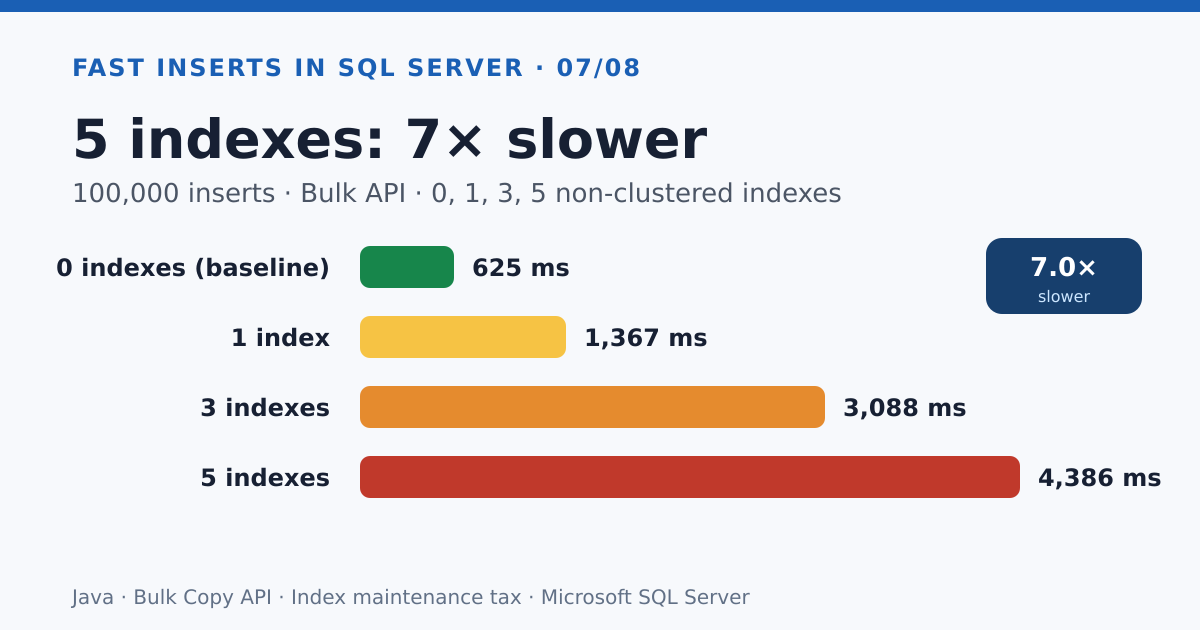 FAST INSERTS IN SQL SERVER · 07/08
5 indexes: 7× slower
100,000 inserts · Bulk API · 0, 1, 3, 5 non-clustered indexes
0 indexes (baseline) 625 ms
7.0×
slower
1 index 1,367 ms
3 indexes 3,088 ms
5 indexes 4,386 ms
Java · Bulk Copy API · Index maintenance tax · Microsoft SQL Server